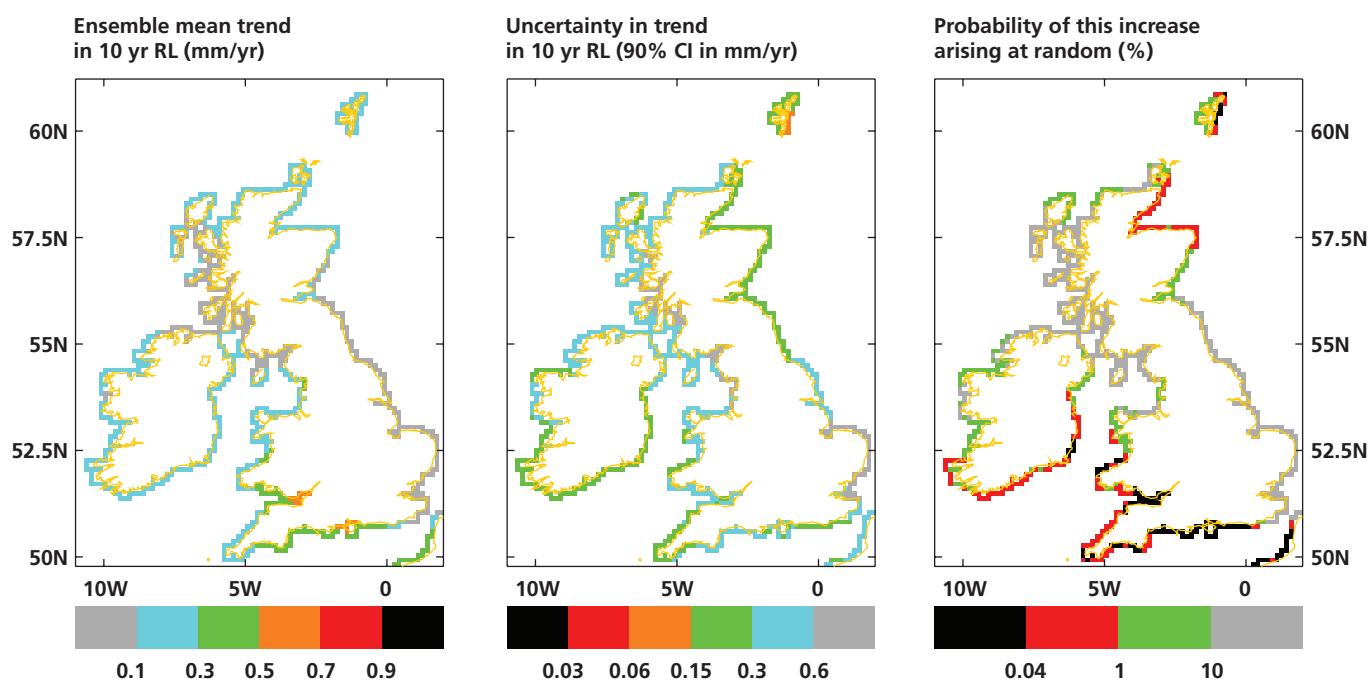 Ensemble mean trend
in 10 yr RL (mm/yr)
Uncertainty in trend
in 10 yr RL (90% CI in mm/yr)
Probability of this increase
arising at random (%)
60N
57.5N
55N
52.5N
50N
60N
57.5N
55N
52.5N
50N
10W 5W 0
10W 5W 0
10W 5W 0
0.1 0.3 0.5 0.7 0.9
0.03 0.06 0.15 0.3 0.6
0.04 1 10